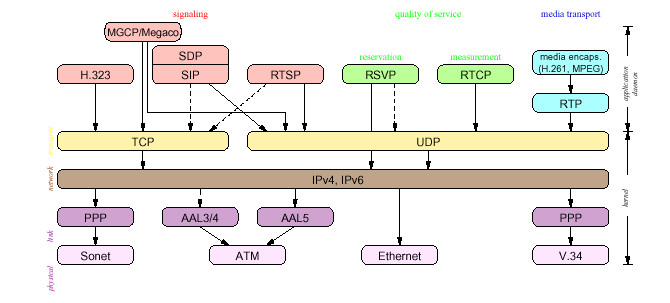 signaling
quality of service
media transport
MGCP/Megaco
SDP
SIP
H.323
RTSP
reservation
RSVP
measurement
RTCP
media encaps.
(H.261, MPEG)
RTP
application
daemon
TCP
UDP
network
IPv4, IPv6
kernel
PPP
AAL3/4
AAL5
PPP
link
Sonet
ATM
Ethernet
V.34
physical